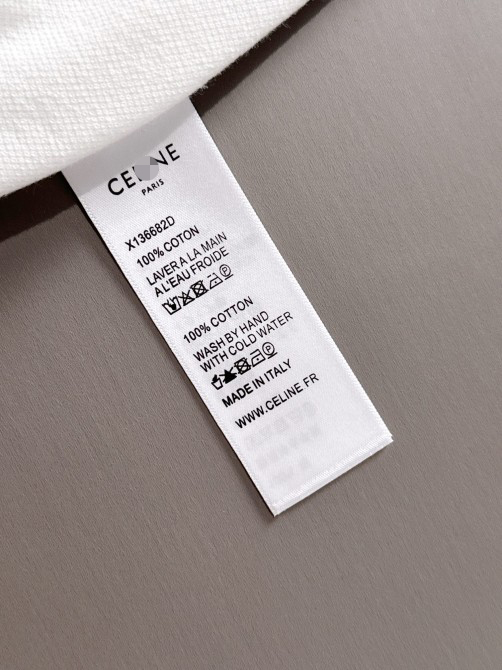 CELINE
PARIS
X136682D
100% COTON
LAVER A LA MAIN
A L'EAU FROIDE
100% COTTON
WASH BY HAND
WITH COLD WATER
MADE IN ITALY
WWW.CELINE FR